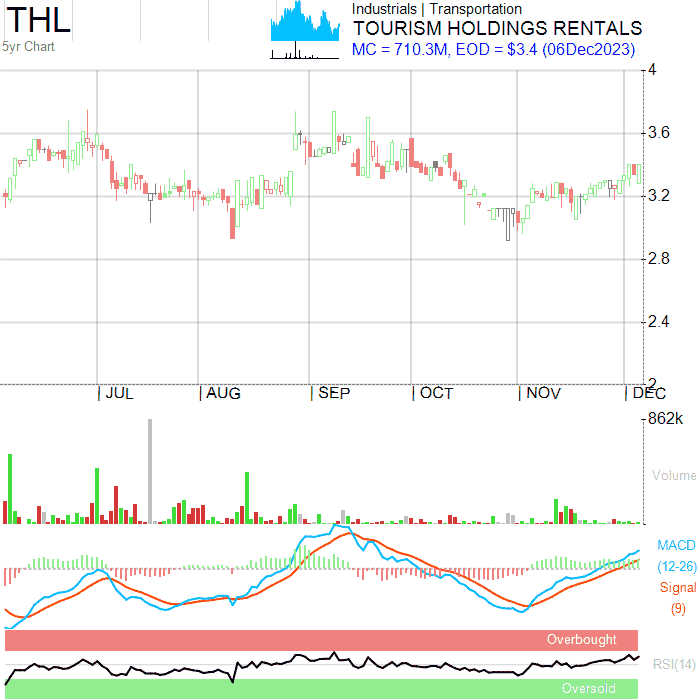 THL
5yr Chart
Industrials | Transportation
TOURISM HOLDINGS RENTALS
MC = 710.3M, EOD = $3.4 (06Dec2023)
4
3.6
3.2
2.8
2.4
2
JUL AUG SEP OCT NOV DEC
862k
Volume
MACD
(12-26)
Signal
(9)
Overbought
RSI(14)
Oversold